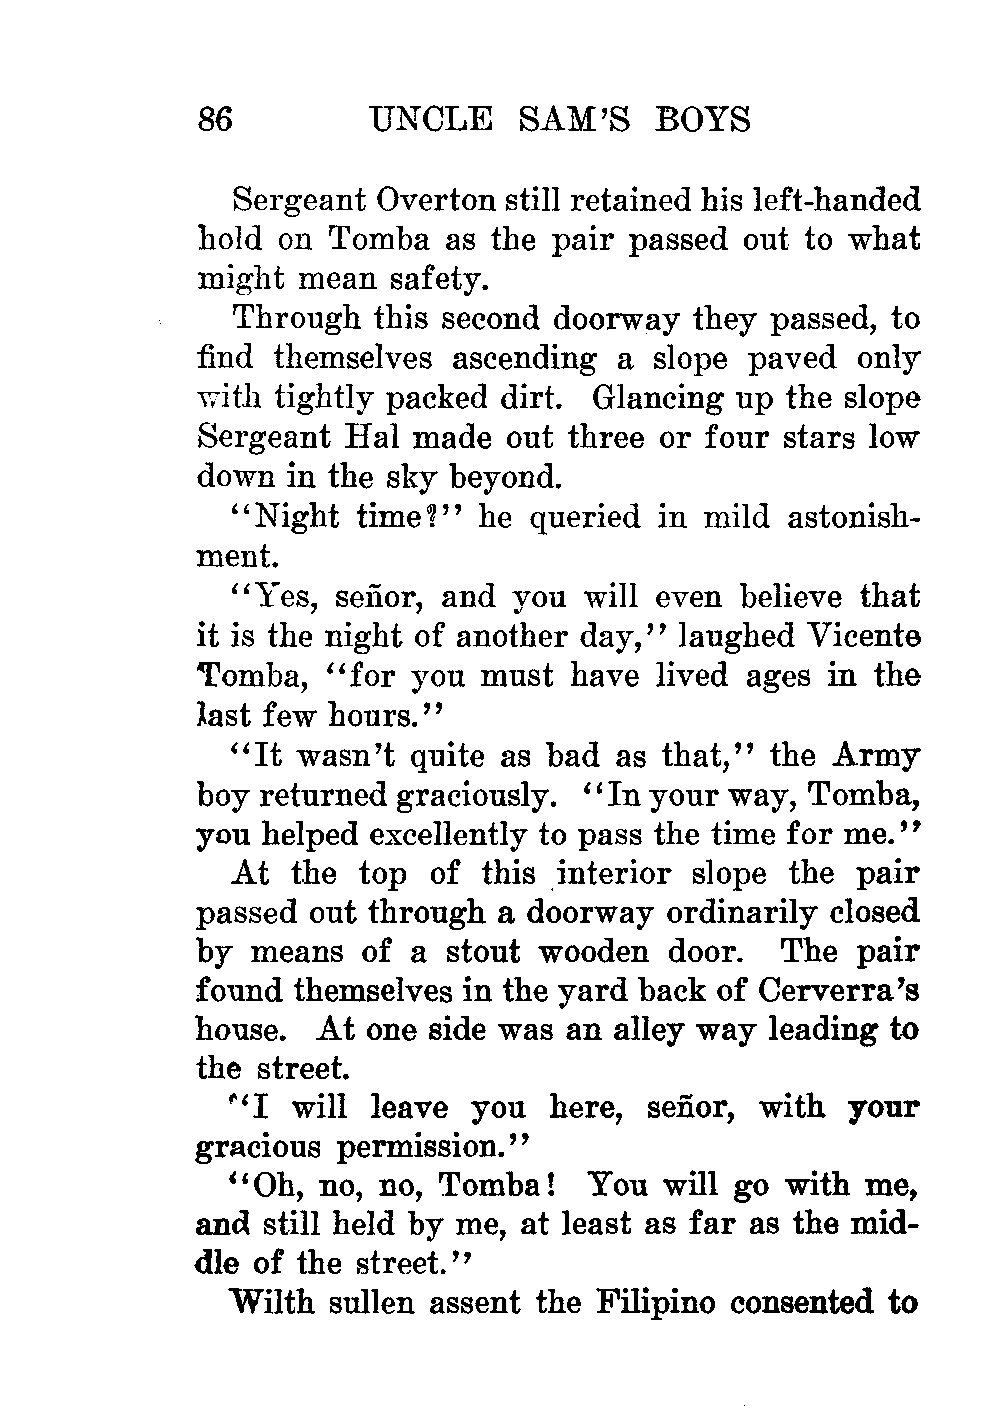 86 UNCLE SAM'S BOYS
Sergeant Overton still retained his left-handed
hold on Tomba as the pair passed out to what
might mean safety.
Through this second doorway they passed, to
find themselves ascending a slope paved only
with tightly packed dirt. Glancing up the slope
Sergeant Hal made out three or four stars low
down in the sky beyond.
"Night time?" he queried in mild astonish-
ment.
"Yes, señor, and you will even believe that
it is the night of another day," laughed Vicente
Tomba, "for you must have lived ages in the
last few hours."
"It wasn't quite as bad as that," the Army
boy returned graciously. "In your way, Tomba,
you helped excellently to pass the time for me."
At the top of this interior slope the pair
passed out through a doorway ordinarily closed
by means of a stout wooden door. The pair
found themselves in the yard back of Cerverra's
house. At one side was an alley way leading to
the street.
"I will leave you here, señor, with your
gracious permission."
"Oh, no, no, Tomba! You will go with me,
and still held by me, at least as far as the mid-
dle of the street."
Wilth sullen assent the Filipino consented to